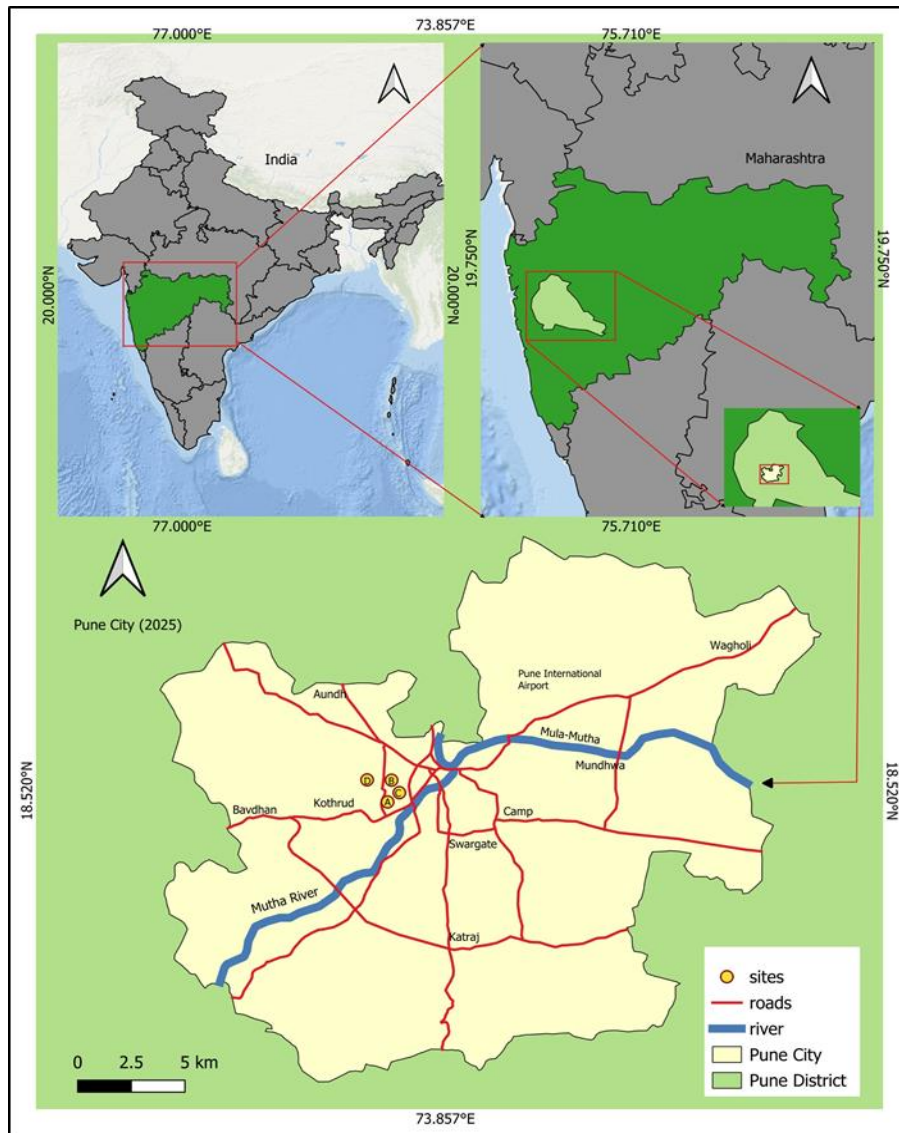 73.857°E
77.000°E
75.710°E
India
Maharashtra
20.000°N
20.000°N
19.750°N
19.750°N
77.000°E
75.710°E
Pune City (2025)
Wagholi
Pune International
Airport
Aundh
Mula-Mutha
Mundhwa
18.520°N
18.520°N
D
B
C
A
Kothrud
Bavdhan
Camp
Swargate
Mutha River
Katraj
sites
roads
river
Pune City
Pune District
0 2.5 5 km
73.857°E